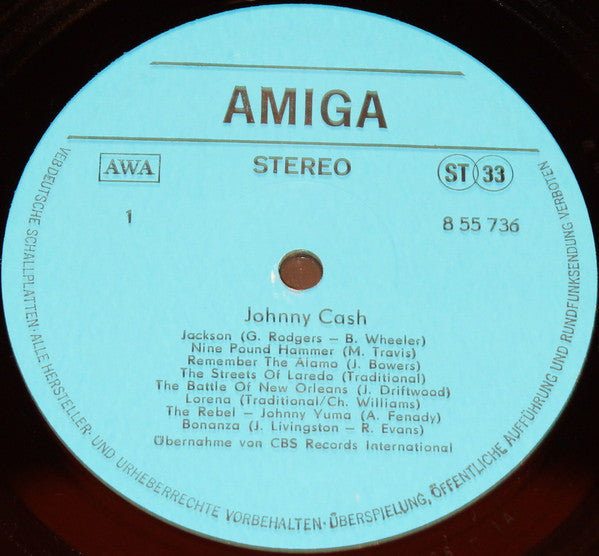 AMIGA
AWA
STEREO
ST 33
1
8 55 736
Johnny Cash
Jackson (G. Rodgers – B. Wheeler)
Nine Pound Hammer (M. Travis)
Remember The Alamo (J. Bowers)
The Streets Of Laredo (Traditional)
The Battle Of New Orleans (J. Driftwood)
Lorena (Traditional/Ch. Williams)
The Rebel – Johnny Yuma (A. Fenady)
Bonanza (J. Livingston – R. Evans)
Übernahme von CBS Records International
VEB DEUTSCHE SCHALLPLATTEN · ALLE HERSTELLER- UND URHEBERRECHTE VORBEHALTEN · ÜBERSPIELUNG, ÖFFENTLICHE AUFFÜHRUNG UND RUNDFUNKSENDUNG VERBOTEN